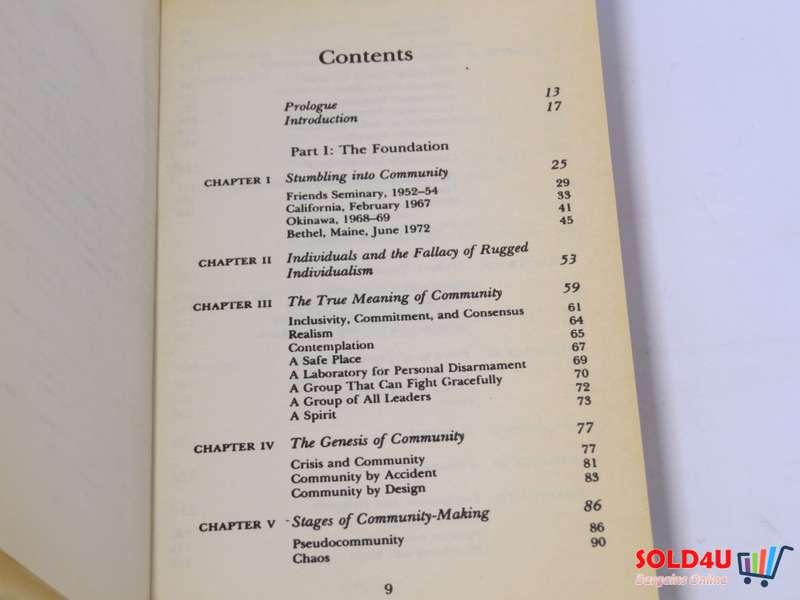 Contents
Prologue 13
Introduction 17
Part I: The Foundation
CHAPTER I Stumbling into Community 25
Friends Seminary, 1952–54 29
California, February 1967 33
Okinawa, 1968–69 41
Bethel, Maine, June 1972 45
CHAPTER II Individuals and the Fallacy of Rugged
Individualism 53
CHAPTER III The True Meaning of Community 59
Inclusivity, Commitment, and Consensus 61
Realism 64
Contemplation 65
A Safe Place 67
A Laboratory for Personal Disarmament 69
A Group That Can Fight Gracefully 70
A Group of All Leaders 72
A Spirit 73
CHAPTER IV The Genesis of Community 77
Crisis and Community 77
Community by Accident 81
Community by Design 83
CHAPTER V Stages of Community-Making 86
Pseudocommunity 86
Chaos 90
9
SOLD4U
Bargains Online